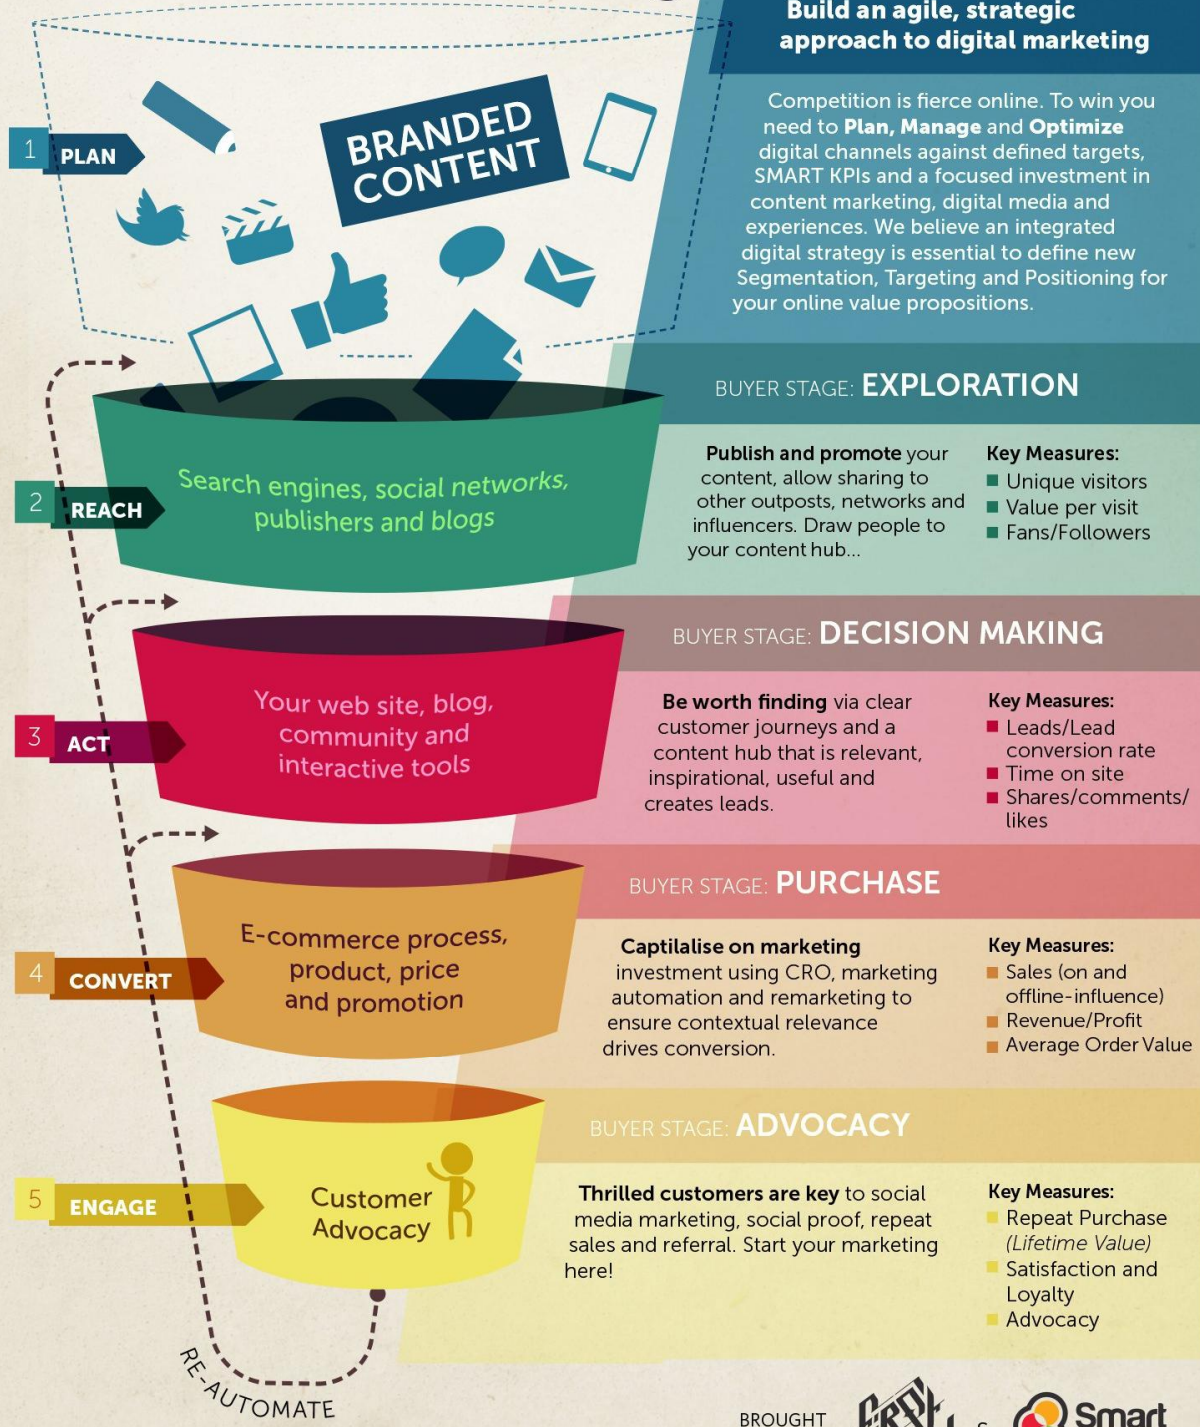 Build an agile, strategic
approach to digital marketing
1 PLAN
BRANDED
CONTENT
Competition is fierce online. To win you
need to Plan, Manage and Optimize
digital channels against defined targets,
SMART KPIs and a focused investment in
content marketing, digital media and
experiences. We believe an integrated
digital strategy is essential to define new
Segmentation, Targeting and Positioning for
your online value propositions.
BUYER STAGE: EXPLORATION
2 REACH
Search engines, social networks,
publishers and blogs
Publish and promote your
content, allow sharing to
other outposts, networks and
influencers. Draw people to
your content hub...
Key Measures:
Unique visitors
Value per visit
Fans/Followers
BUYER STAGE: DECISION MAKING
3 ACT
Your web site, blog,
community and
interactive tools
Be worth finding via clear
customer journeys and a
content hub that is relevant,
inspirational, useful and
creates leads.
Key Measures:
Leads/Lead
conversion rate
Time on site
Shares/comments/
likes
BUYER STAGE: PURCHASE
4 CONVERT
E-commerce process,
product, price
and promotion
Captilalise on marketing
investment using CRO, marketing
automation and remarketing to
ensure contextual relevance
drives conversion.
Key Measures:
Sales (on and
offline-influence)
Revenue/Profit
Average Order Value
BUYER STAGE: ADVOCACY
5 ENGAGE
Customer
Advocacy
Thrilled customers are key to social
media marketing, social proof, repeat
sales and referral. Start your marketing
here!
Key Measures:
Repeat Purchase
(Lifetime Value)
Satisfaction and
Loyalty
Advocacy
RE-AUTOMATE
BROUGHT
Smart